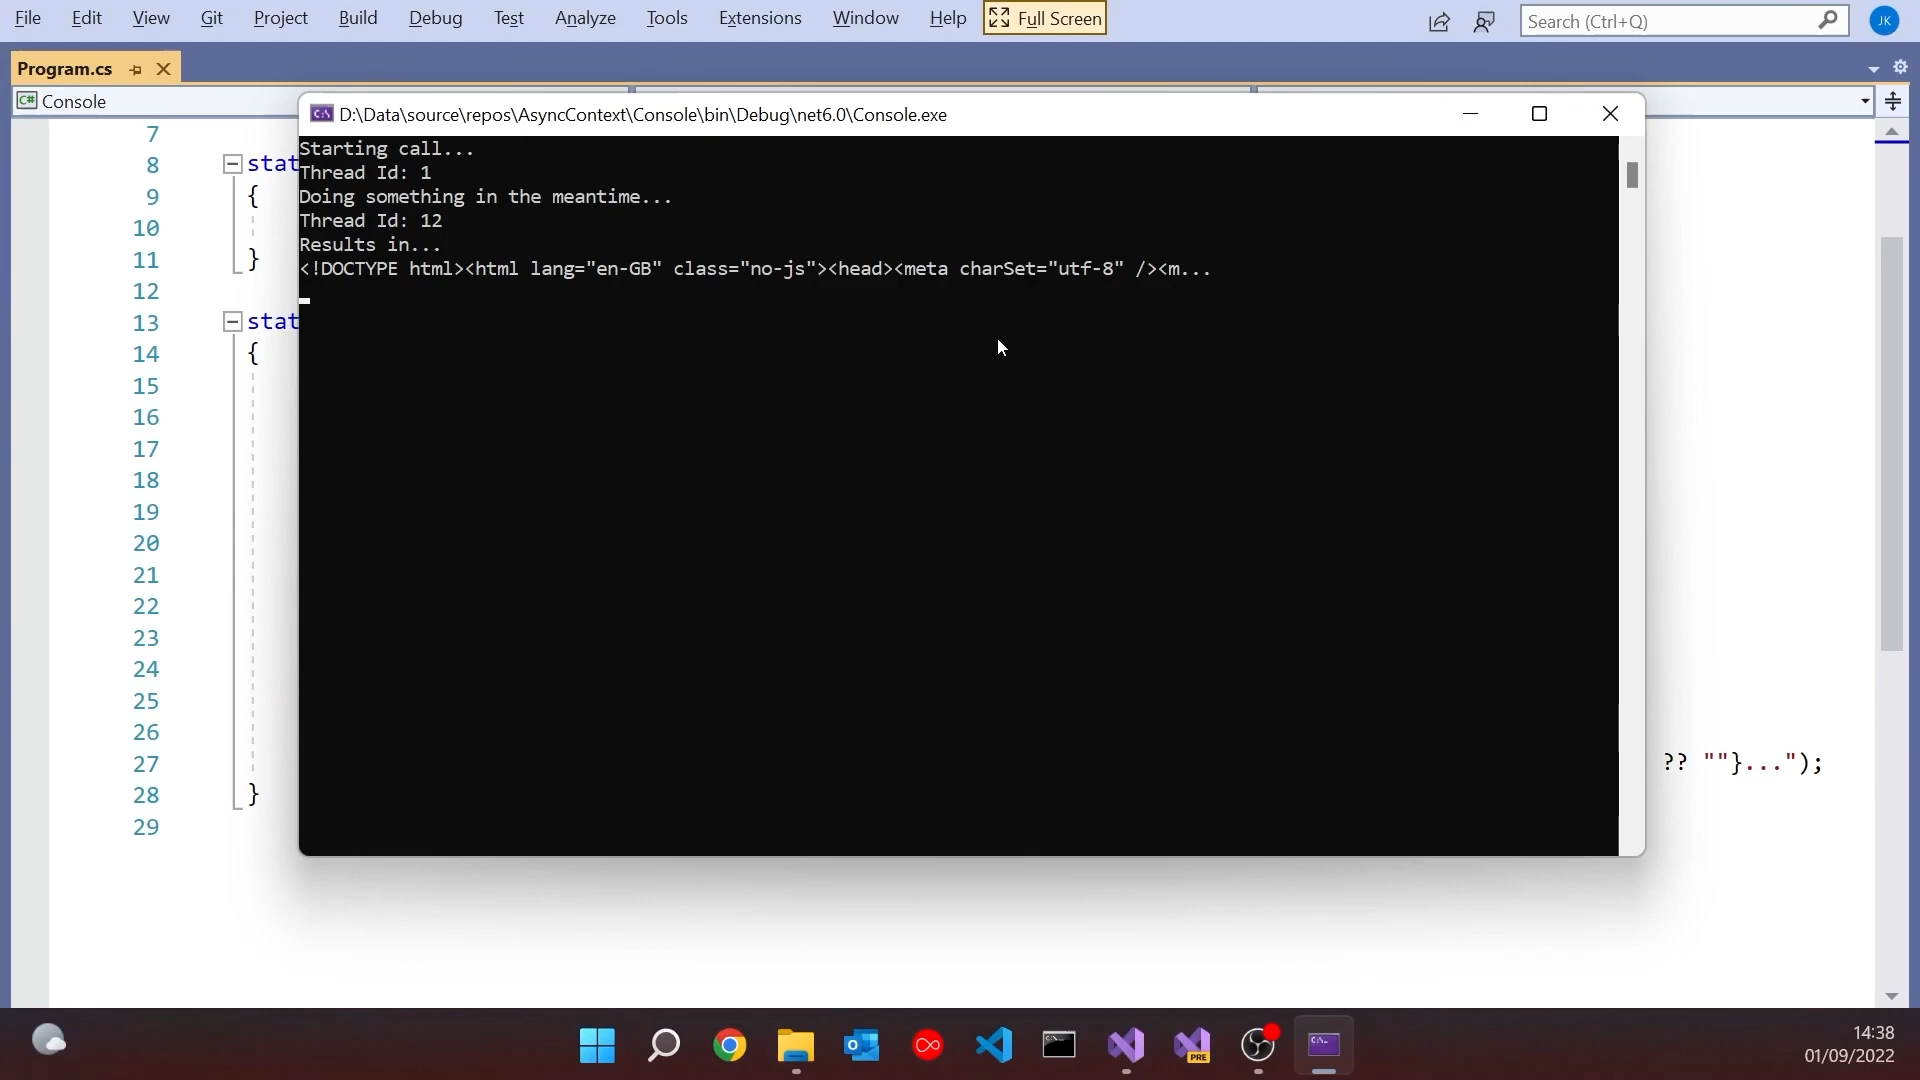 File Edit View Git Project Build Debug Test Analyze Tools Extensions Window Help Full Screen Search (Ctrl+Q) JK
Program.cs
C# Console
D:\Data\source\repos\AsyncContext\Console\bin\Debug\net6.0\Console.exe
Starting call...
Thread Id: 1
Doing something in the meantime...
Thread Id: 12
Results in...
<!DOCTYPE html><html lang="en-GB" class="no-js"><head><meta charSet="utf-8" /><m...
7
8 stat
9 {
10
11 }
12
13 stat
14 {
15
16
17
18
19
20
21
22
23
24
25
26
27 ?? ""}...");
28 }
29
PRE
14:38
01/09/2022